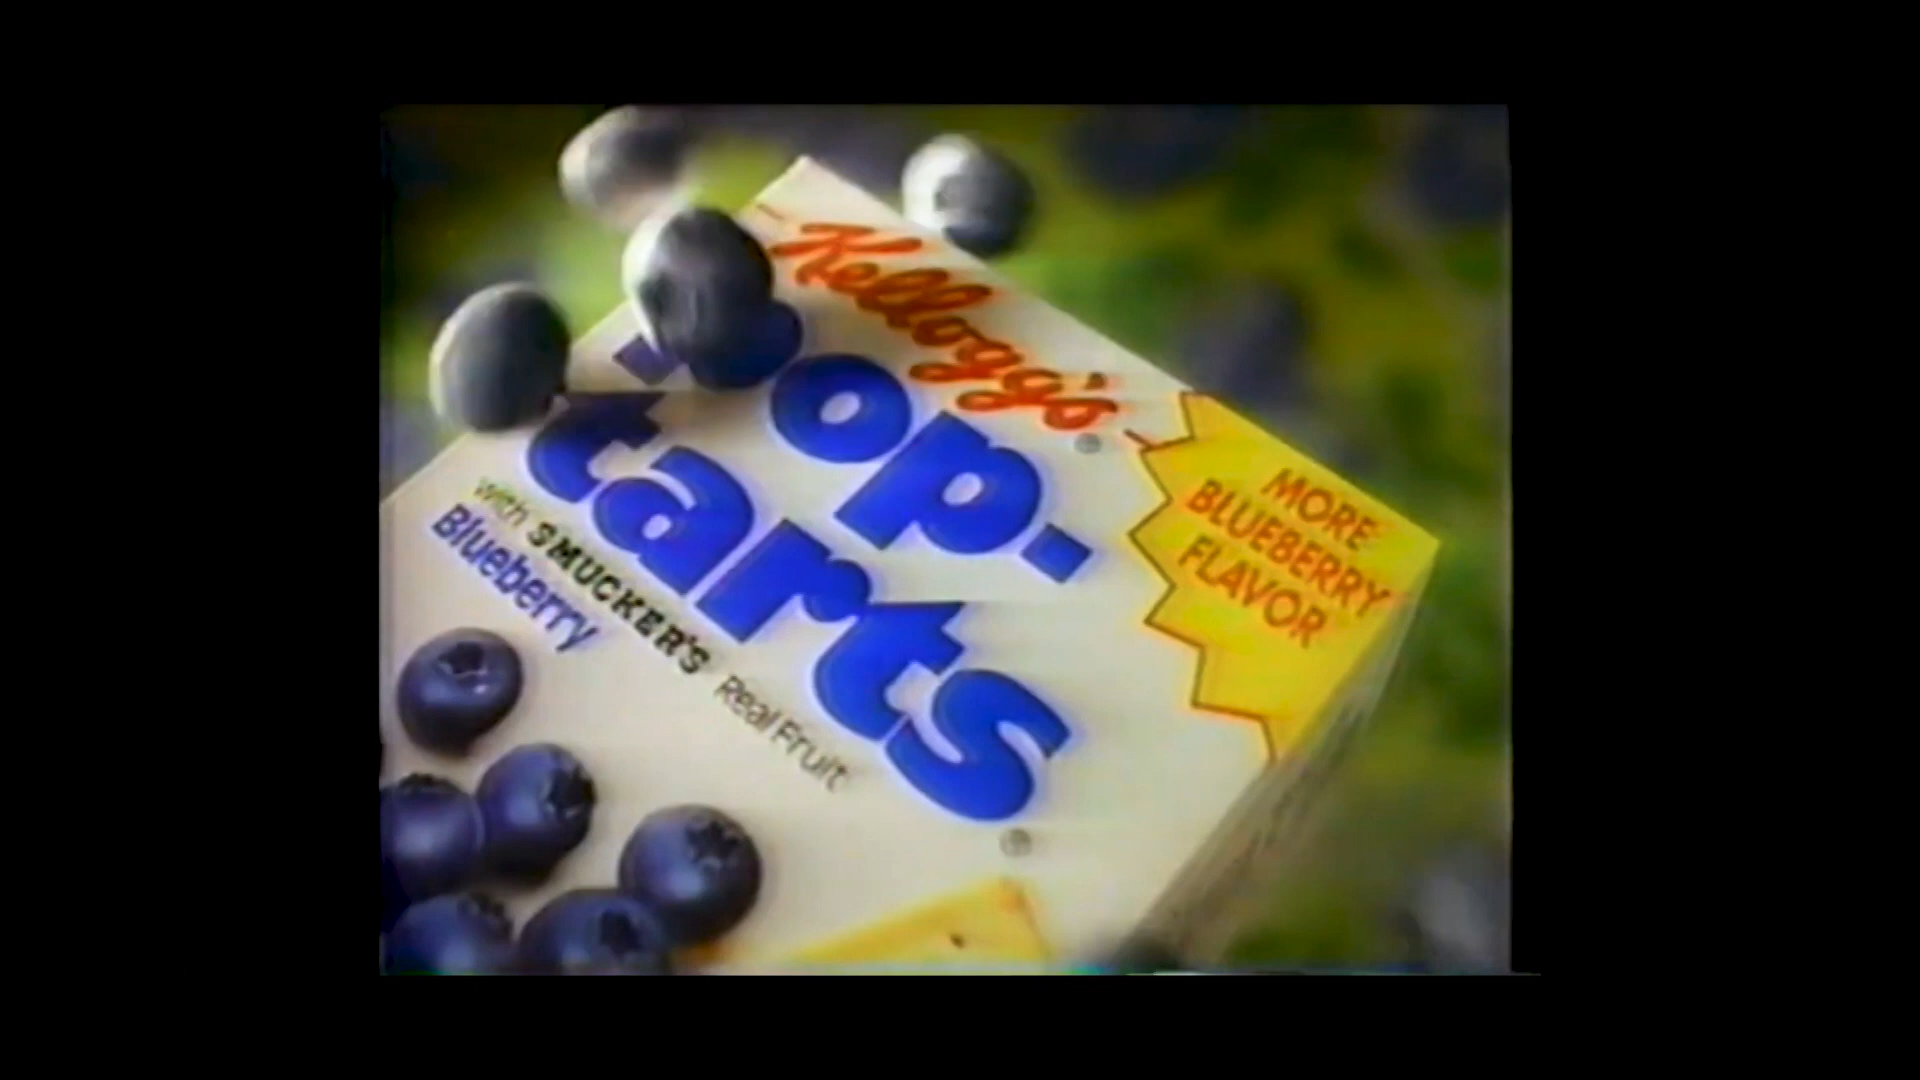 Kellogg's®
op-
tarts®
with SMUCKER'S Real Fruit
Blueberry
MORE
BLUEBERRY
FLAVOR